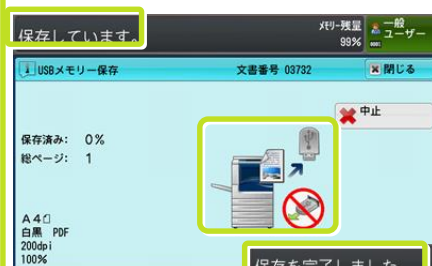 保存しています。
メモリー残量
99%
一般
ユーザー
USBメモリー保存
文書番号 03732
閉じる
中止
保存済み: 0%
総ページ: 1
A4
白黒 PDF
200dpi
100%
保存を完了しました